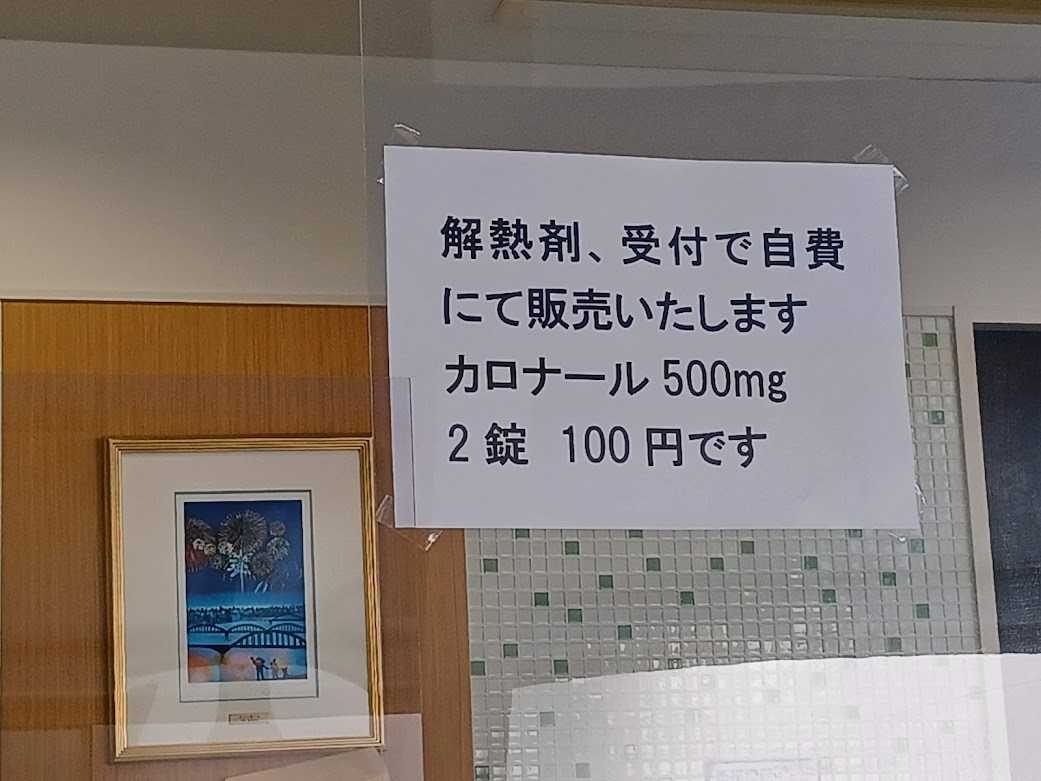 解熱剤、受付で自費
にて販売いたします
カロナール 500mg
2 錠　100 円です